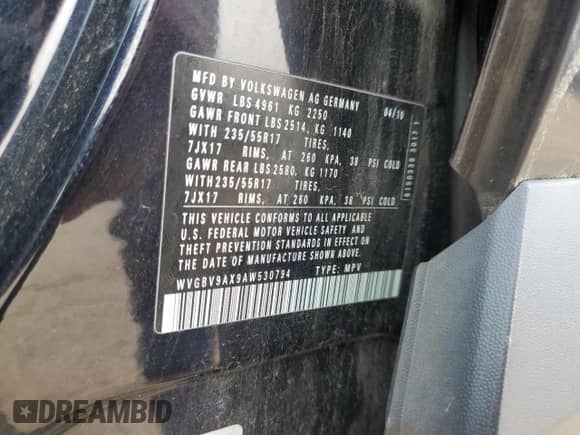 MFD BY VOLKSWAGEN AG GERMANY
GVWR LBS 4961 KG 2250 04/10
GAWR FRONT LBS 2514, KG 1140
WITH 235/55R17 TIRES,
7JX17 RIMS, AT 260 KPA, 38 PSI COLD
GAWR REAR LBS 2580, KG 1170
WITH 235/55R17 TIRES,
7JX17 RIMS, AT 260 KPA, 38 PSI COLD
THIS VEHICLE CONFORMS TO ALL APPLICABLE
U.S. FEDERAL MOTOR VEHICLE SAFETY AND
THEFT PREVENTION STANDARDS IN EFFECT ON
THE DATE OF MANUFACTURE SHOWN ABOVE.
WVGBV9AX9AW530794 TYPE: MPV
DREAMBID